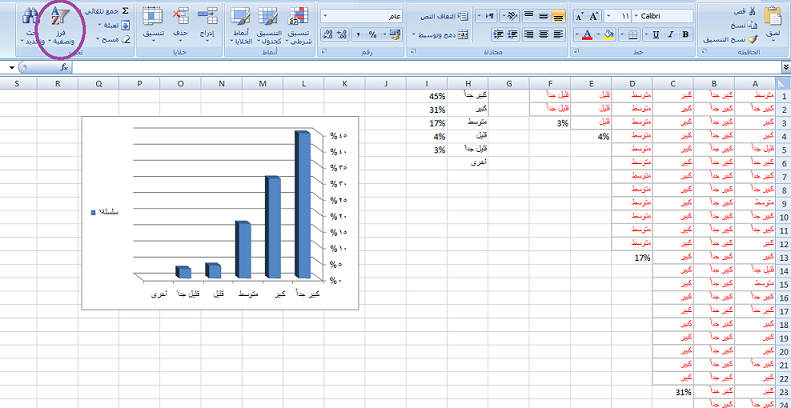 لصق قص نسخ نسخ التنسيق
الحافظة
Calibri ١١
B I U
خط
التفاف النص
دمج وتوسيط
محاذاة
عام
% ,
رقم
تنسيق شرطي
التنسيق كجدول
أنماط الخلايا
أنماط
إدراج حذف تنسيق
خلايا
Σ جمع تلقائي
تعبئة
مسح
فرز وتصفية
بحث وتحديد
fx
A B C D E F G H I J K L M N O P Q R S
1 متوسط كبير جداً كبير متوسط قليل قليل جداً كبير جداً 45%
2 كبير جداً كبير جداً كبير متوسط قليل قليل جداً كبير 31%
3 كبير جداً كبير جداً كبير متوسط قليل 3% متوسط 17%
4 كبير كبير جداً كبير متوسط 4% قليل 4%
5 قليل جداً كبير جداً كبير متوسط قليل جدا 3%
6 كبير جداً كبير جداً كبير متوسط أخرى
7 كبير كبير جداً كبير متوسط
8 كبير جداً كبير جداً كبير متوسط
9 متوسط كبير جداً كبير متوسط
10 كبير جداً كبير جداً كبير متوسط
11 كبير جداً كبير جداً كبير متوسط
12 كبير كبير جداً كبير متوسط
13 كبير كبير جداً كبير 17%
14 قليل جداً كبير جداً كبير
15 متوسط كبير جداً كبير
16 كبير جداً كبير جداً كبير
17 كبير جداً كبير جداً كبير
18 كبير كبير جداً كبير
19 كبير كبير جداً كبير
20 كبير كبير جداً كبير
21 كبير جداً كبير جداً كبير
22 كبير كبير جداً كبير
23 كبير جداً كبير 31%
24 كبير جداً كبير جداً
%٤٥
%٤٠
%٣٥
%٣٠
%٢٥
%٢٠
%١٥
%١٠
%٥
%٠
كبير جداً كبير متوسط قليل قليل جدا أخرى
سلسلة١